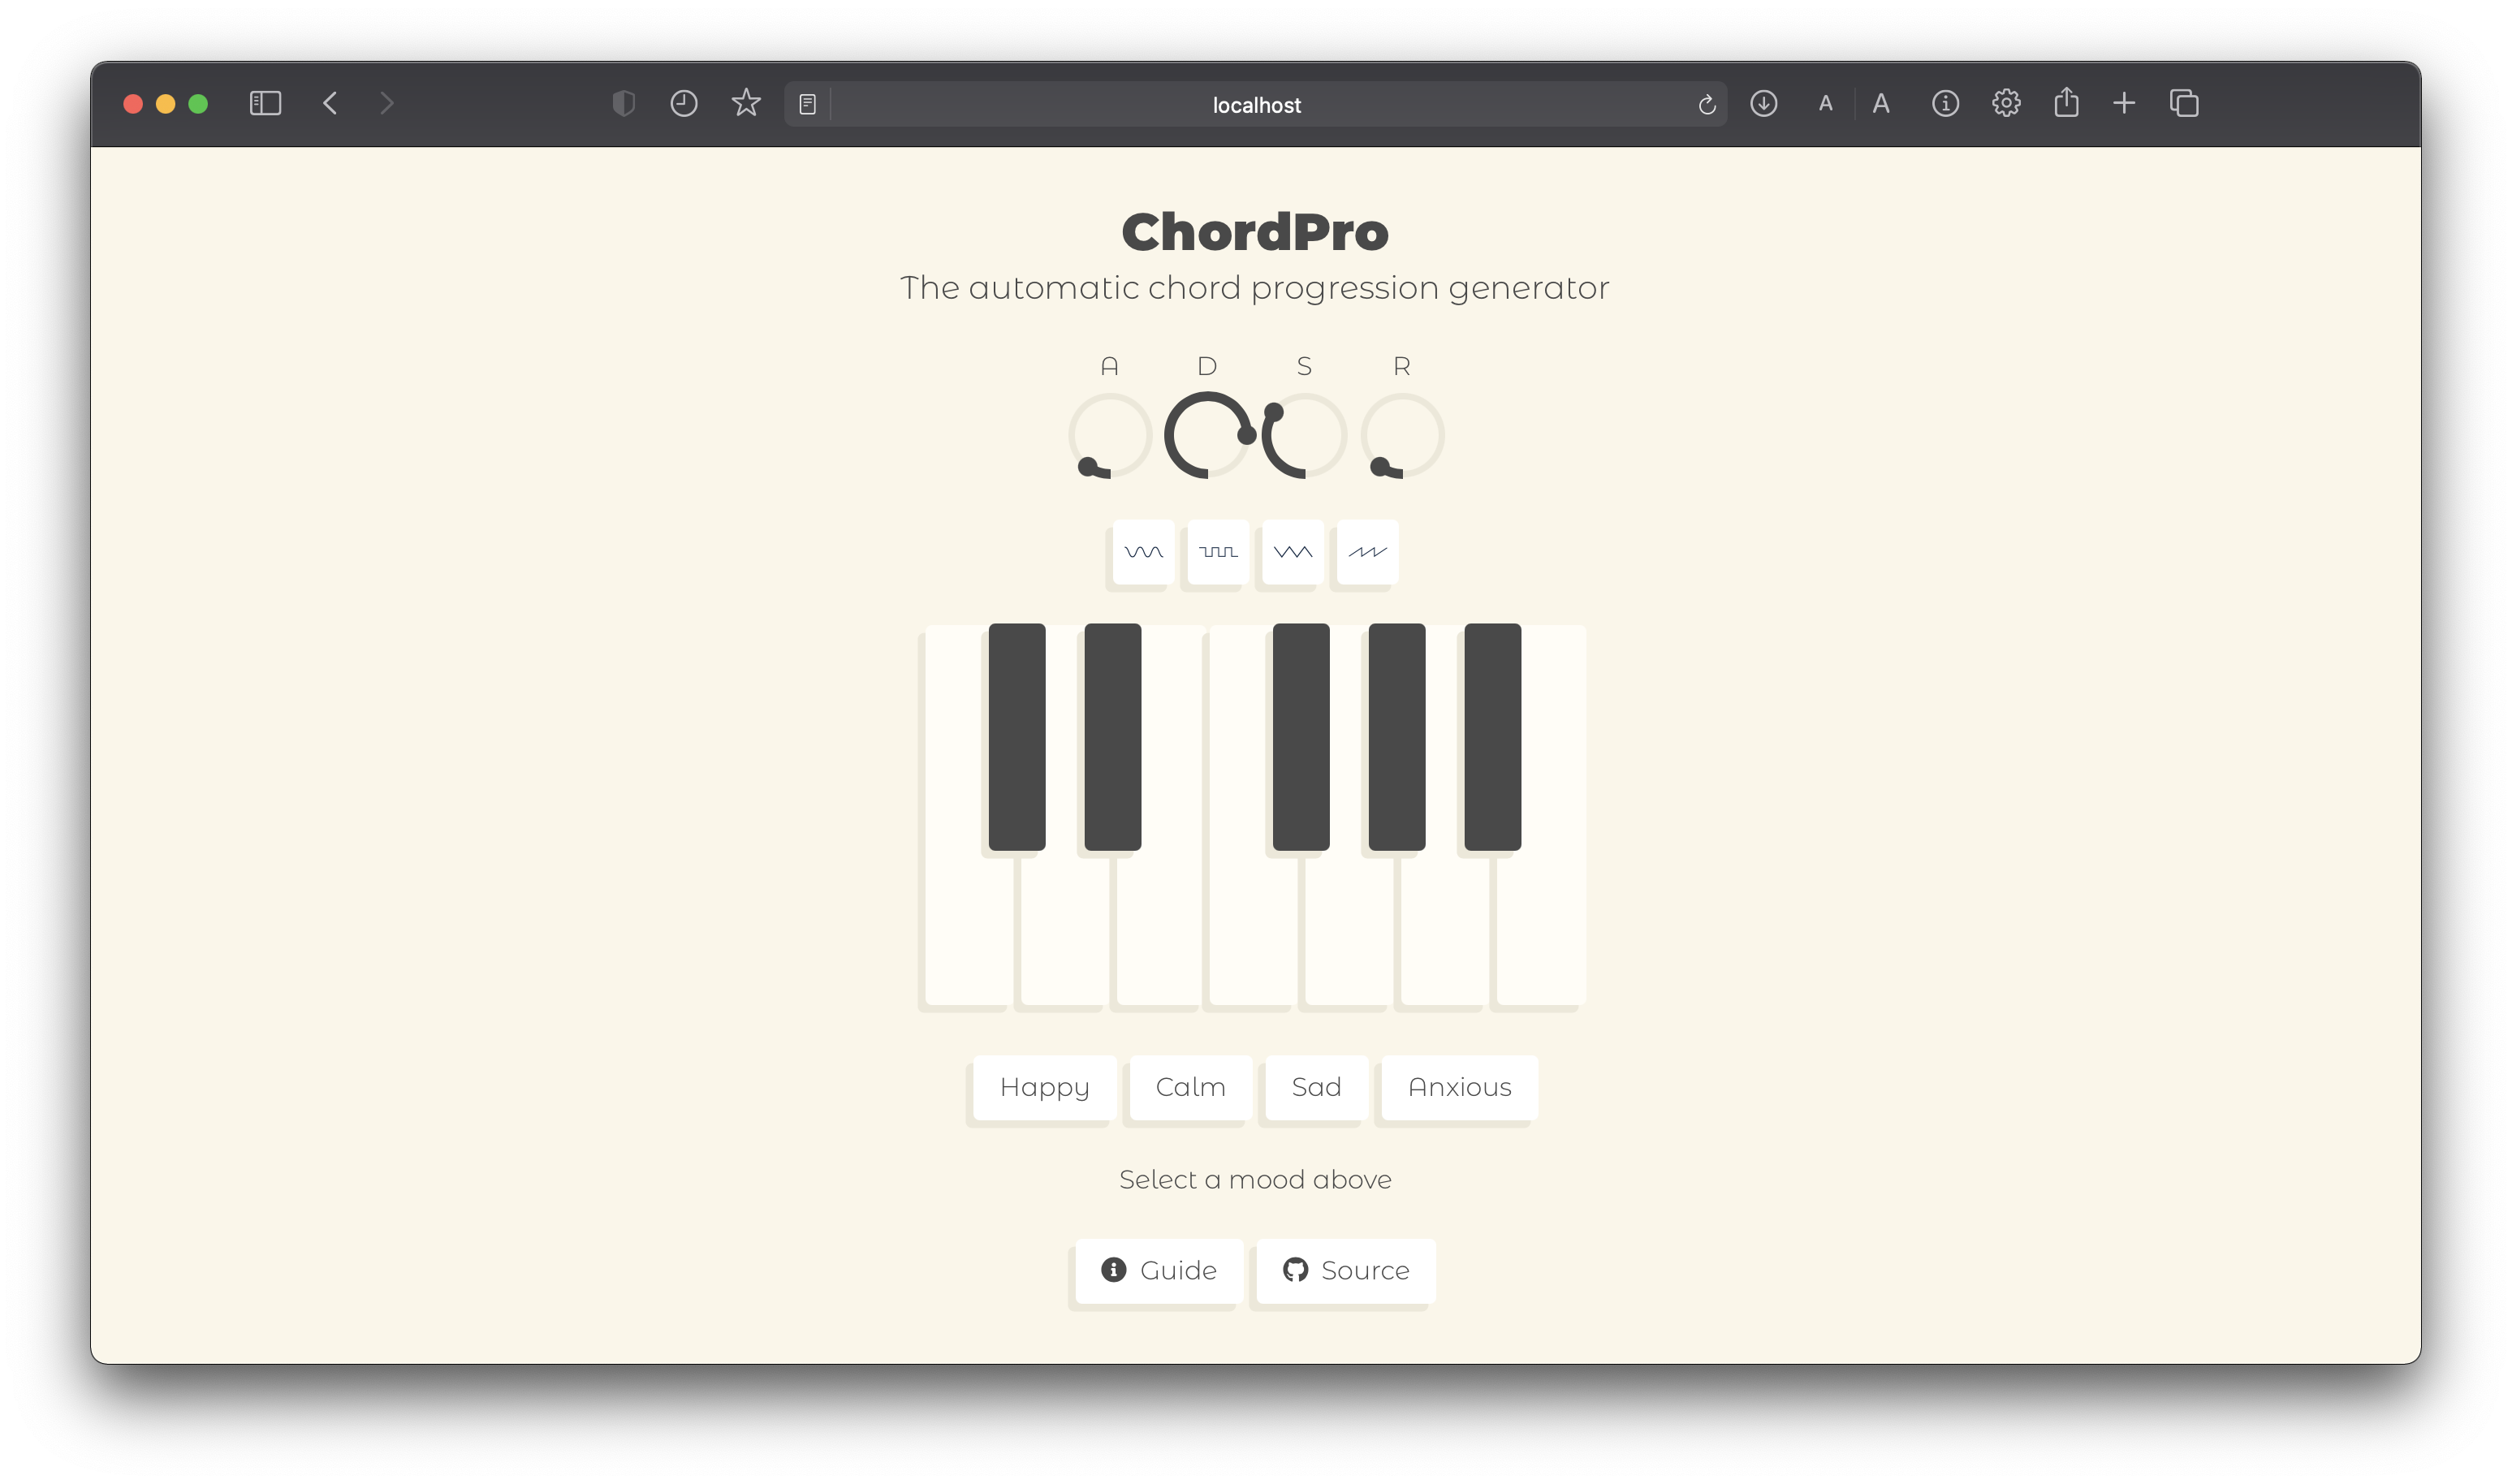 localhost
A A
ChordPro
The automatic chord progression generator
A D S R
Happy Calm Sad Anxious
Select a mood above
Guide Source